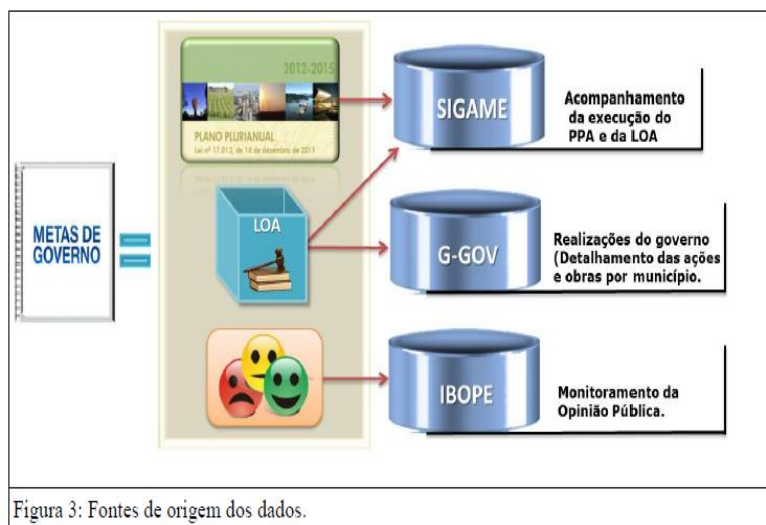 METAS DE
GOVERNO
2012-2015
PLANO PLURIANUAL
Lei nº 17.013, de 14 de dezembro de 2011
LOA
SIGAME
Acompanhamento
da execução do
PPA e da LOA
G-GOV
Realizações do governo
(Detalhamento das ações
e obras por município.
IBOPE
Monitoramento da
Opinião Pública.
Figura 3: Fontes de origem dos dados.